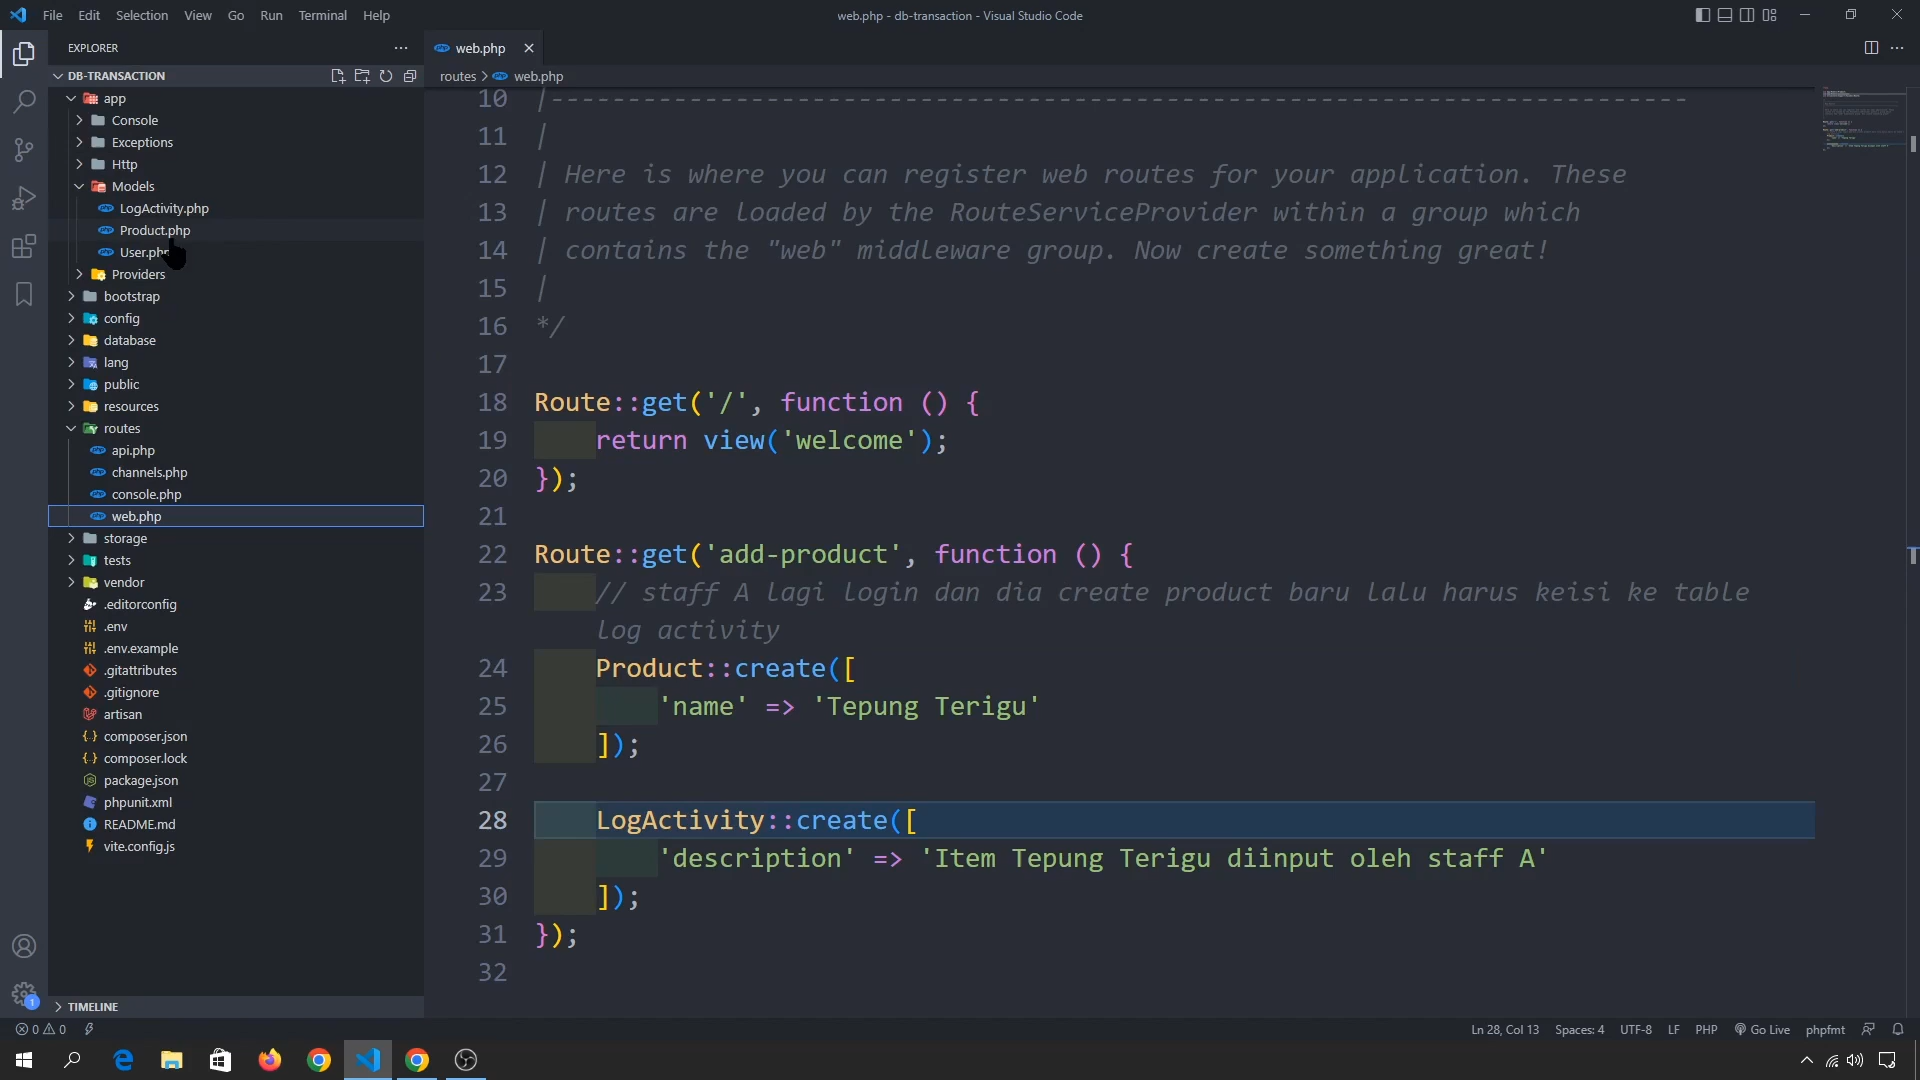 File Edit Selection View Go Run Terminal Help
web.php - db-transaction - Visual Studio Code
EXPLORER
DB-TRANSACTION
app
Console
Exceptions
Http
Models
LogActivity.php
Product.php
User.php
Providers
bootstrap
config
database
lang
public
resources
routes
api.php
channels.php
console.php
web.php
storage
tests
vendor
.editorconfig
.env
.env.example
.gitattributes
.gitignore
artisan
composer.json
composer.lock
package.json
phpunit.xml
README.md
vite.config.js
TIMELINE
web.php
routes > web.php
10 |--------------------------------------------------------------------------
11 |
12 | Here is where you can register web routes for your application. These
13 | routes are loaded by the RouteServiceProvider within a group which
14 | contains the "web" middleware group. Now create something great!
15 |
16 */
17
18 Route::get('/', function () {
19 return view('welcome');
20 });
21
22 Route::get('add-product', function () {
23 // staff A lagi login dan dia create product baru lalu harus keisi ke table
log activity
24 Product::create([
25 'name' => 'Tepung Terigu'
26 ]);
27
28 LogActivity::create([
29 'description' => 'Item Tepung Terigu diinput oleh staff A'
30 ]);
31 });
32
1
0 0
Ln 28, Col 13 Spaces: 4 UTF-8 LF PHP Go Live phpfmt